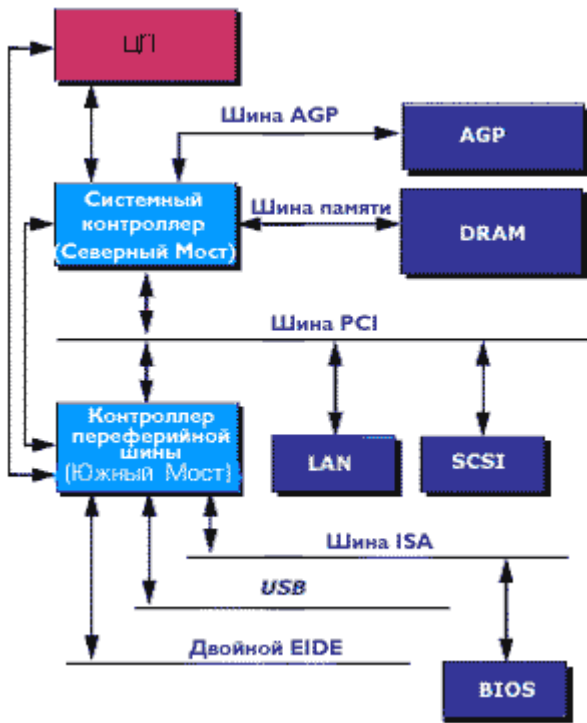 ЦП
Шина AGP
AGP
Системный
контроллер
(Северный Мост)
Шина памяти
DRAM
Шина PCI
Контроллер
переферийной
шины
(Южный Мост)
LAN
SCSI
Шина ISA
USB
Двойной EIDE
BIOS